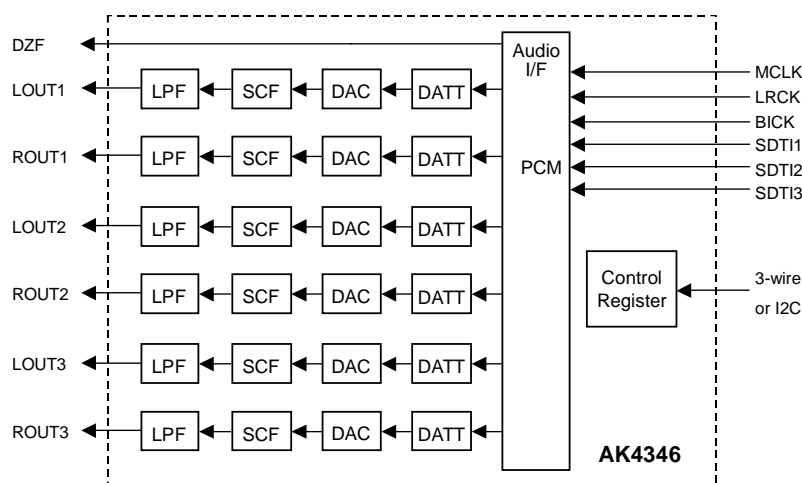 DZF
Audio
I/F
MCLK
LOUT1
LPF
SCF
DAC
DATT
LRCK
BICK
SDTI1
ROUT1
LPF
SCF
DAC
DATT
PCM
SDTI2
SDTI3
LOUT2
LPF
SCF
DAC
DATT
ROUT2
LPF
SCF
DAC
DATT
Control
Register
3-wire
or I2C
LOUT3
LPF
SCF
DAC
DATT
ROUT3
LPF
SCF
DAC
DATT
AK4346